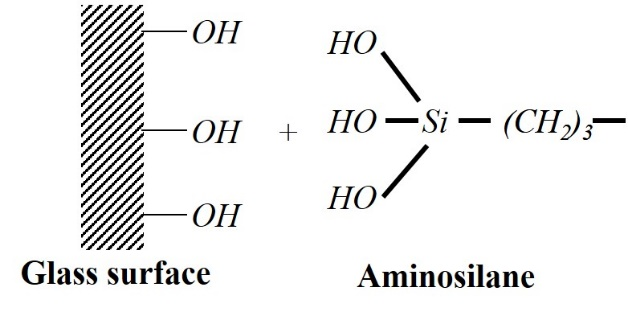 OH
HO
OH + HO—Si—(CH₂)₃—
HO
OH
Glass surface
Aminosilane